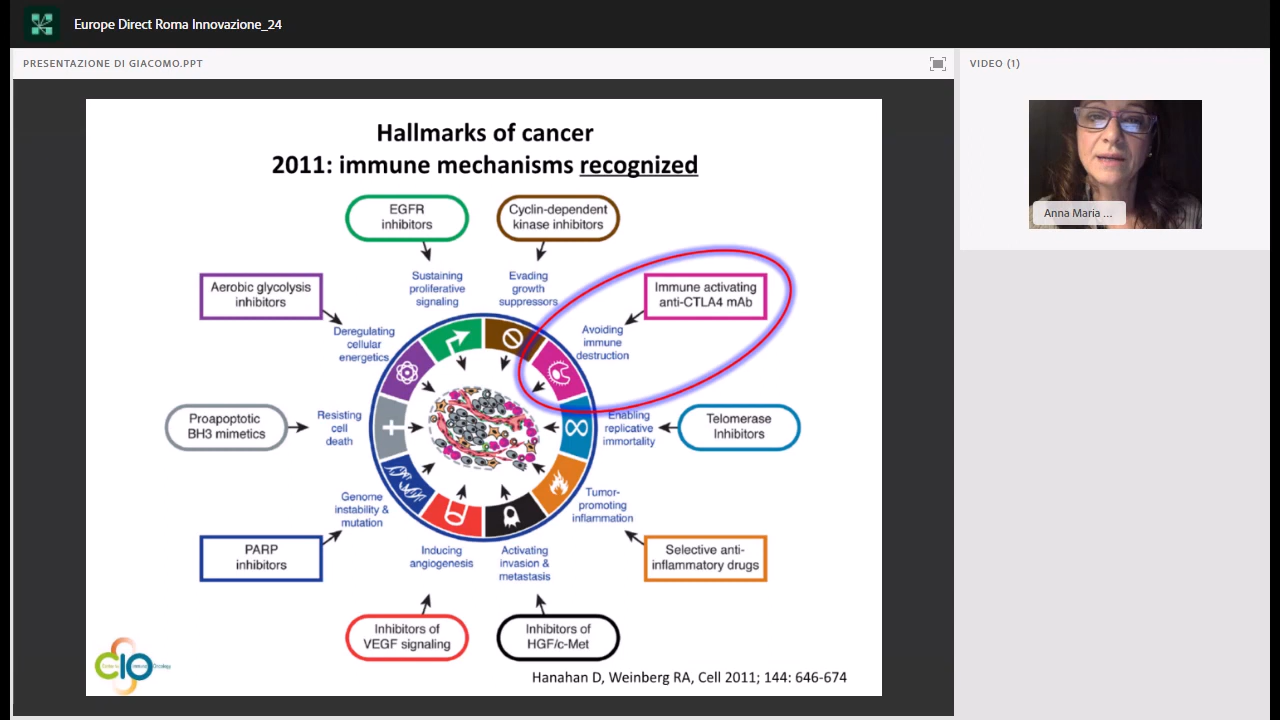 Europe Direct Roma Innovazione_24
PRESENTAZIONE DI GIACOMO.PPT
VIDEO (1)
Anna Maria ...
Hallmarks of cancer
2011: immune mechanisms recognized
EGFR
inhibitors
Cyclin-dependent
kinase inhibitors
Sustaining
proliferative
signaling
Evading
growth
suppressors
Aerobic glycolysis
inhibitors
Immune activating
anti-CTLA4 mAb
Deregulating
cellular
energetics
Avoiding
immune
destruction
Proapoptotic
BH3 mimetics
Resisting
cell
death
Enabling
replicative
immortality
Telomerase
Inhibitors
Genome
instability &
mutation
Tumor-
promoting
inflammation
PARP
inhibitors
Inducing
angiogenesis
Activating
invasion &
metastasis
Selective anti-
inflammatory drugs
Inhibitors of
VEGF signaling
Inhibitors of
HGF/c-Met
CIO
Hanahan D, Weinberg RA, Cell 2011; 144: 646-674